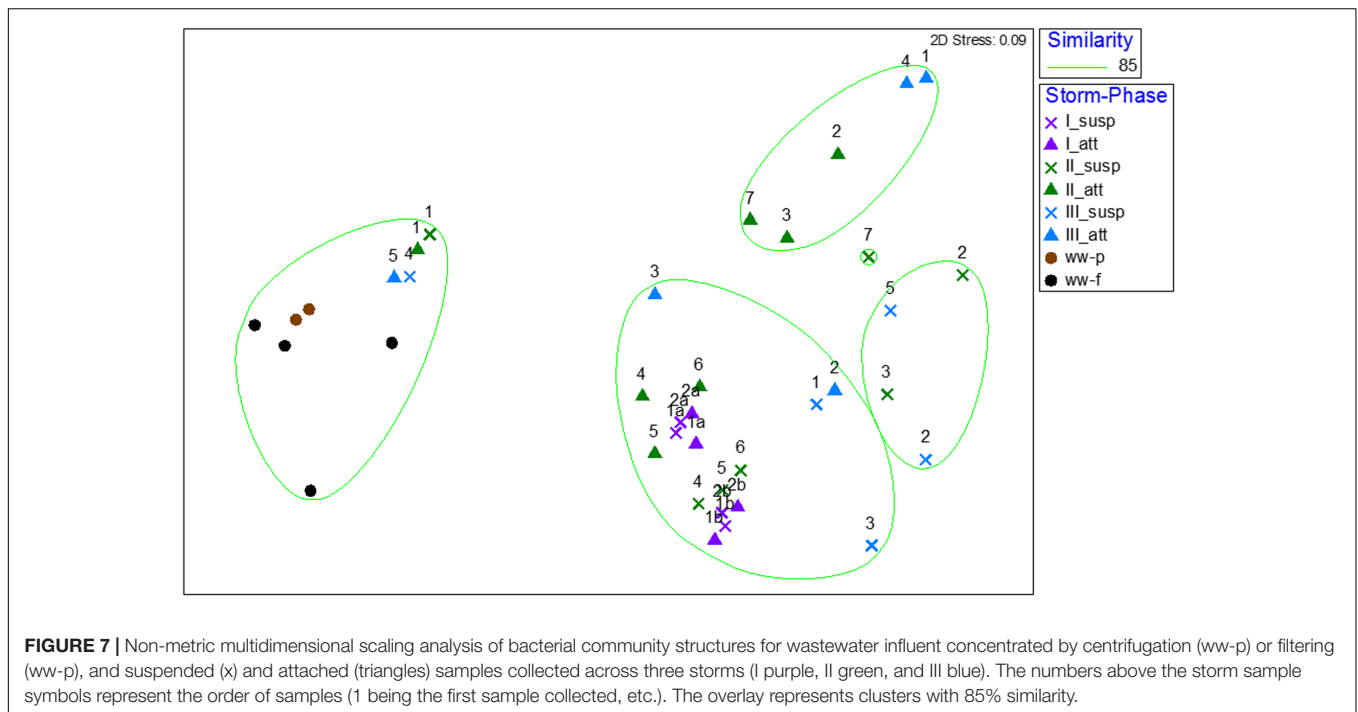 2D Stress: 0.09
4 1
2
7 3
7
2
5
3
2
1 1
5 4
3
4 6
2a
2a
1a 1a
5
1 2
6
5
4 2b
2b
1b
1b
3
Similarity
85
Storm-Phase
I_susp
I_att
II_susp
II_att
III_susp
III_att
ww-p
ww-f
FIGURE 7 | Non-metric multidimensional scaling analysis of bacterial community structures for wastewater influent concentrated by centrifugation (ww-p) or filtering
(ww-p), and suspended (x) and attached (triangles) samples collected across three storms (I purple, II green, and III blue). The numbers above the storm sample
symbols represent the order of samples (1 being the first sample collected, etc.). The overlay represents clusters with 85% similarity.